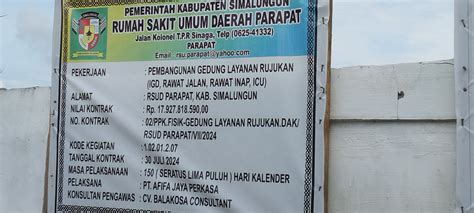 PEMERINTAH KABUPATEN SIMALUNGUN
RUMAH SAKIT UMUM DAERAH PARAPAT
Jalan Kolonel T.P.R Sinaga, Telp (0625-41332)
PARAPAT
Email : rsu.parapat@yahoo.com
PEKERJAAN : PEMBANGUNAN GEDUNG LAYANAN RUJUKAN
(IGD, RAWAT JALAN, RAWAT INAP, ICU)
ALAMAT : RSUD PARAPAT, KAB. SIMALUNGUN
NILAI KONTRAK : Rp. 17.927.818.590,00
NO. KONTRAK : 02/PPK.FISIK-GEDUNG LAYANAN RUJUKAN.DAK/
RSUD PARAPAT/VII/2024
KODE KEGIATAN : 1.02.01.2.07
TANGGAL KONTRAK : 30 JULI 2024
MASA PELAKSANAAN : 150 / SERATUS LIMA PULUH ) HARI KALENDER
PELAKSANA : PT. AFIFA JAYA PERKASA
KONSULTAN PENGAWAS : CV. BALAKOSA CONSULTANT